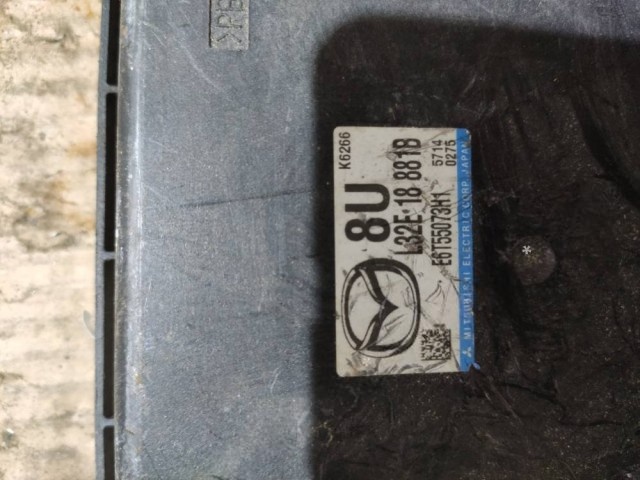 K6266
8U
L32E 18 881B
E6T55073H1
5714
0275
MITSUBISHI ELECTRIC CORP. JAPAN